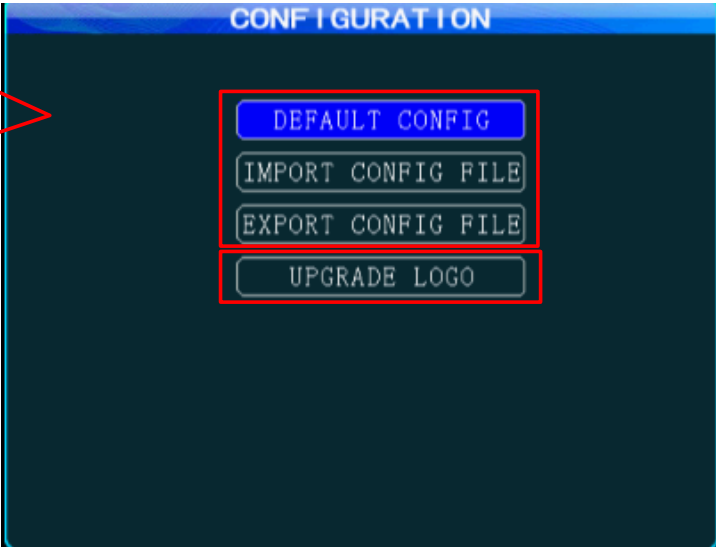 CONFIGURATION
DEFAULT CONFIG
IMPORT CONFIG FILE
EXPORT CONFIG FILE
UPGRADE LOGO